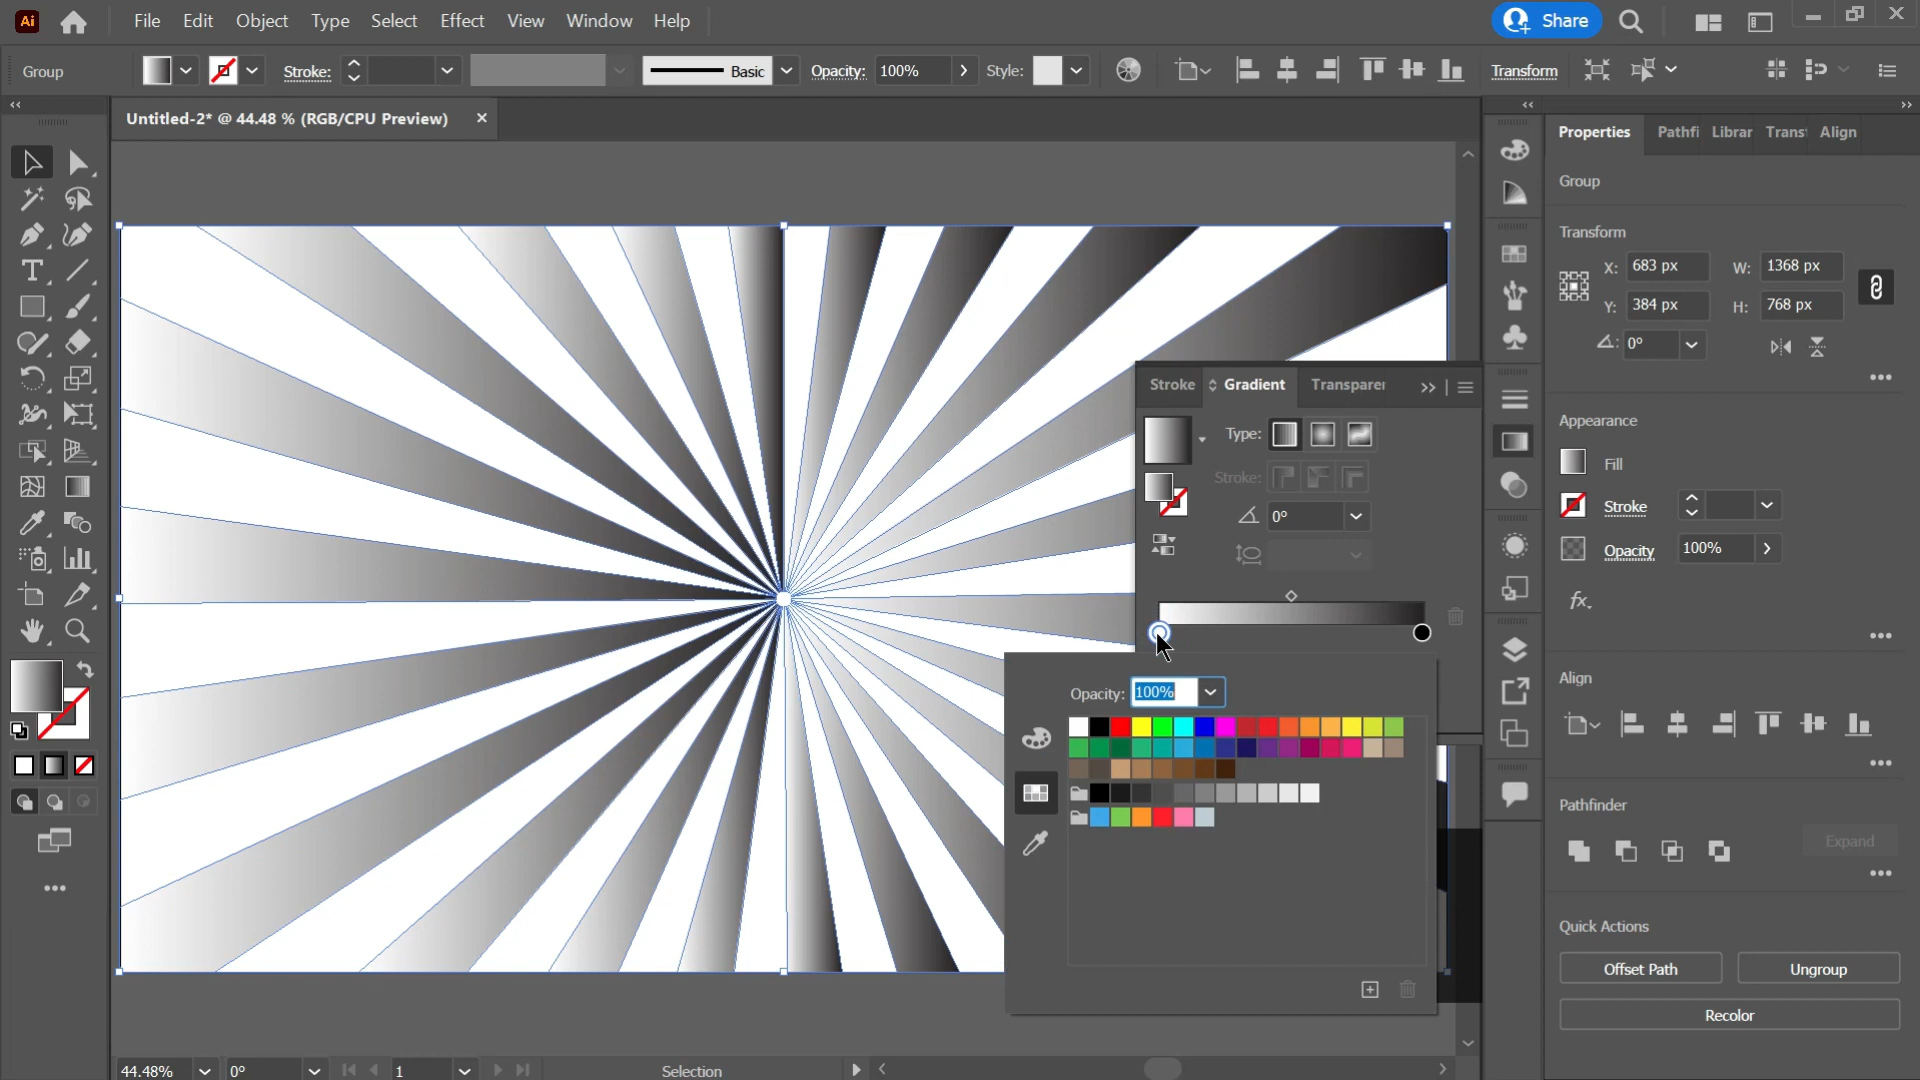 Ai
File Edit Object Type Select Effect View Window Help
Share
Group
Stroke:
Basic
Opacity: 100%
Style:
Transform
Untitled-2* @ 44.48 % (RGB/CPU Preview)
Properties Pathfi Librar Trans Align
Group
Transform
X: 683 px W: 1368 px
Y: 384 px H: 768 px
0°
Appearance
Fill
Stroke
Opacity 100%
fx.
Align
Pathfinder
Expand
Quick Actions
Offset Path Ungroup
Recolor
Stroke Gradient Transparer
Type:
Stroke:
0°
Opacity: 100%
44.48% 0° 1 Selection